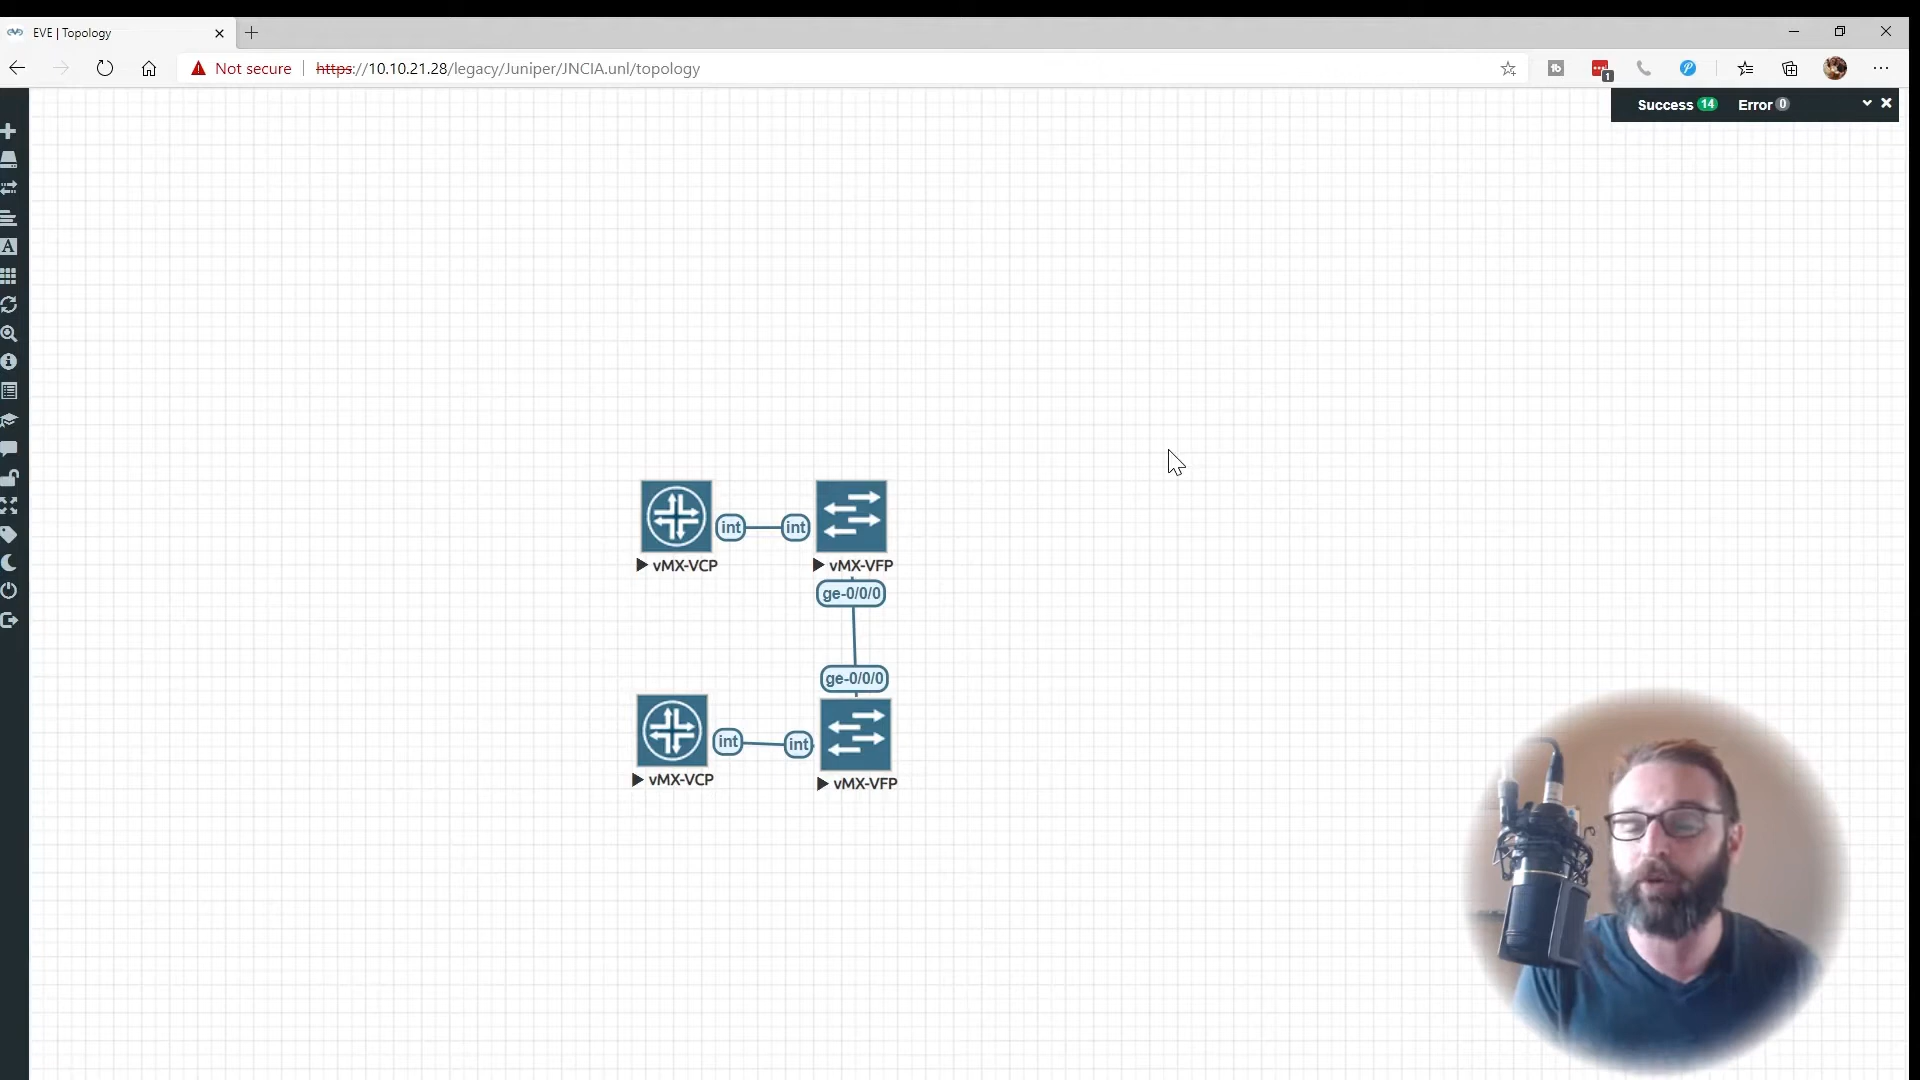 EVE | Topology
Not secure
https://10.10.21.28/legacy/Juniper/JNCIA.unl/topology
1
Success 14 Error 0
A
int int
vMX-VCP vMX-VFP
ge-0/0/0
ge-0/0/0
int int
vMX-VCP vMX-VFP